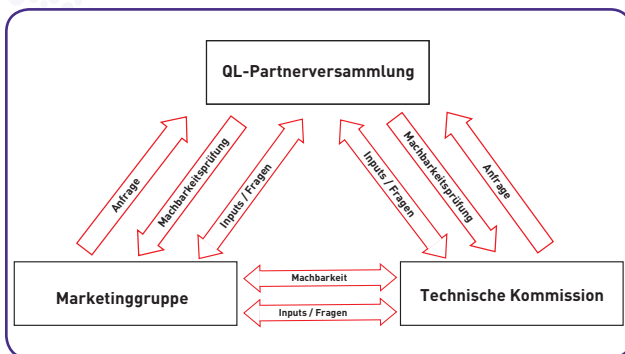 QL-Partnerversammlung
Anfrage
Machbarkeitsprüfung
Inputs / Fragen
Inputs / Fragen
Machbarkeitsprüfung
Anfrage
Marketinggruppe
Machbarkeit
Inputs / Fragen
Technische Kommission